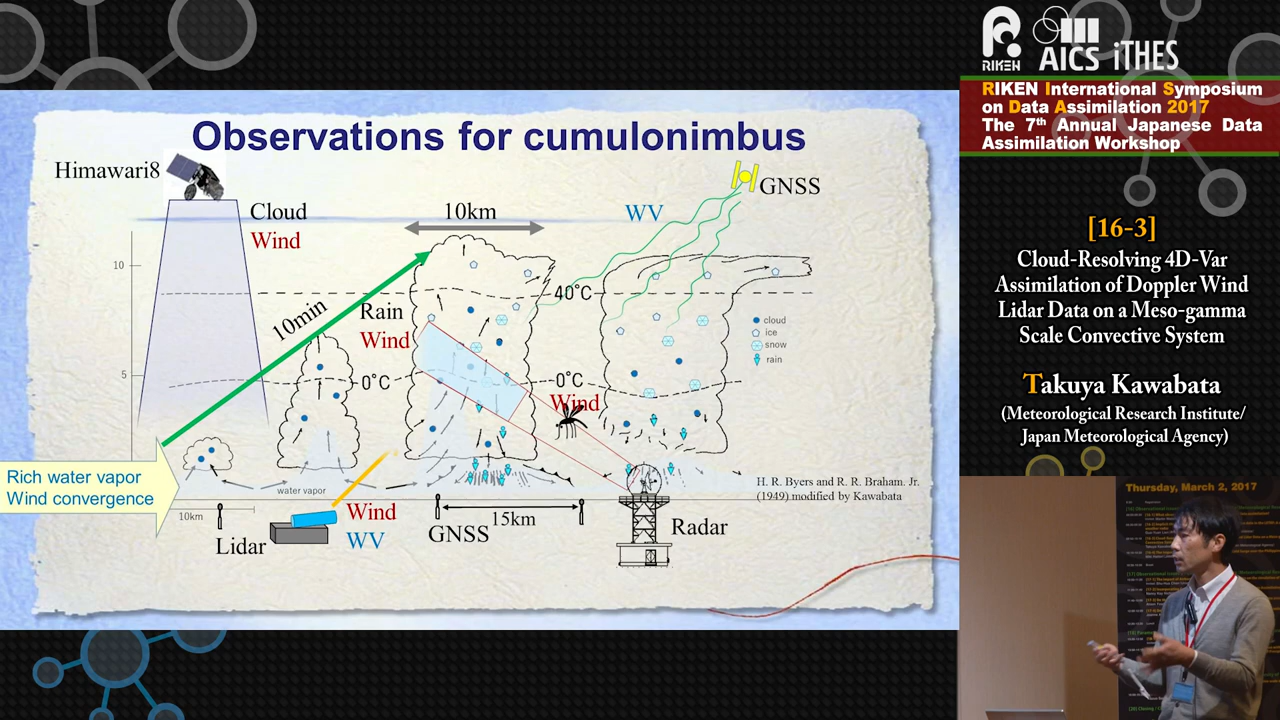 Observations for cumulonimbus
Himawari8
Cloud
Wind
10km
WV
GNSS
10
10min
Rain
Wind
40°C
cloud
ice
snow
rain
5
0°C
0°C
Wind
Rich water vapor
Wind convergence
water vapor
10km
Lidar
Wind
WV
GNSS
15km
Radar
H. R. Byers and R. R. Braham. Jr.
(1949) modified by Kawabata
RIKEN AICS iTHES
RIKEN International Symposium
on Data Assimilation 2017
The 7th Annual Japanese Data
Assimilation Workshop
[16-3]
Cloud-Resolving 4D-Var
Assimilation of Doppler Wind
Lidar Data on a Meso-gamma
Scale Convective System
Takuya Kawabata
(Meteorological Research Institute/
Japan Meteorological Agency)
Thursday, March 2, 2017